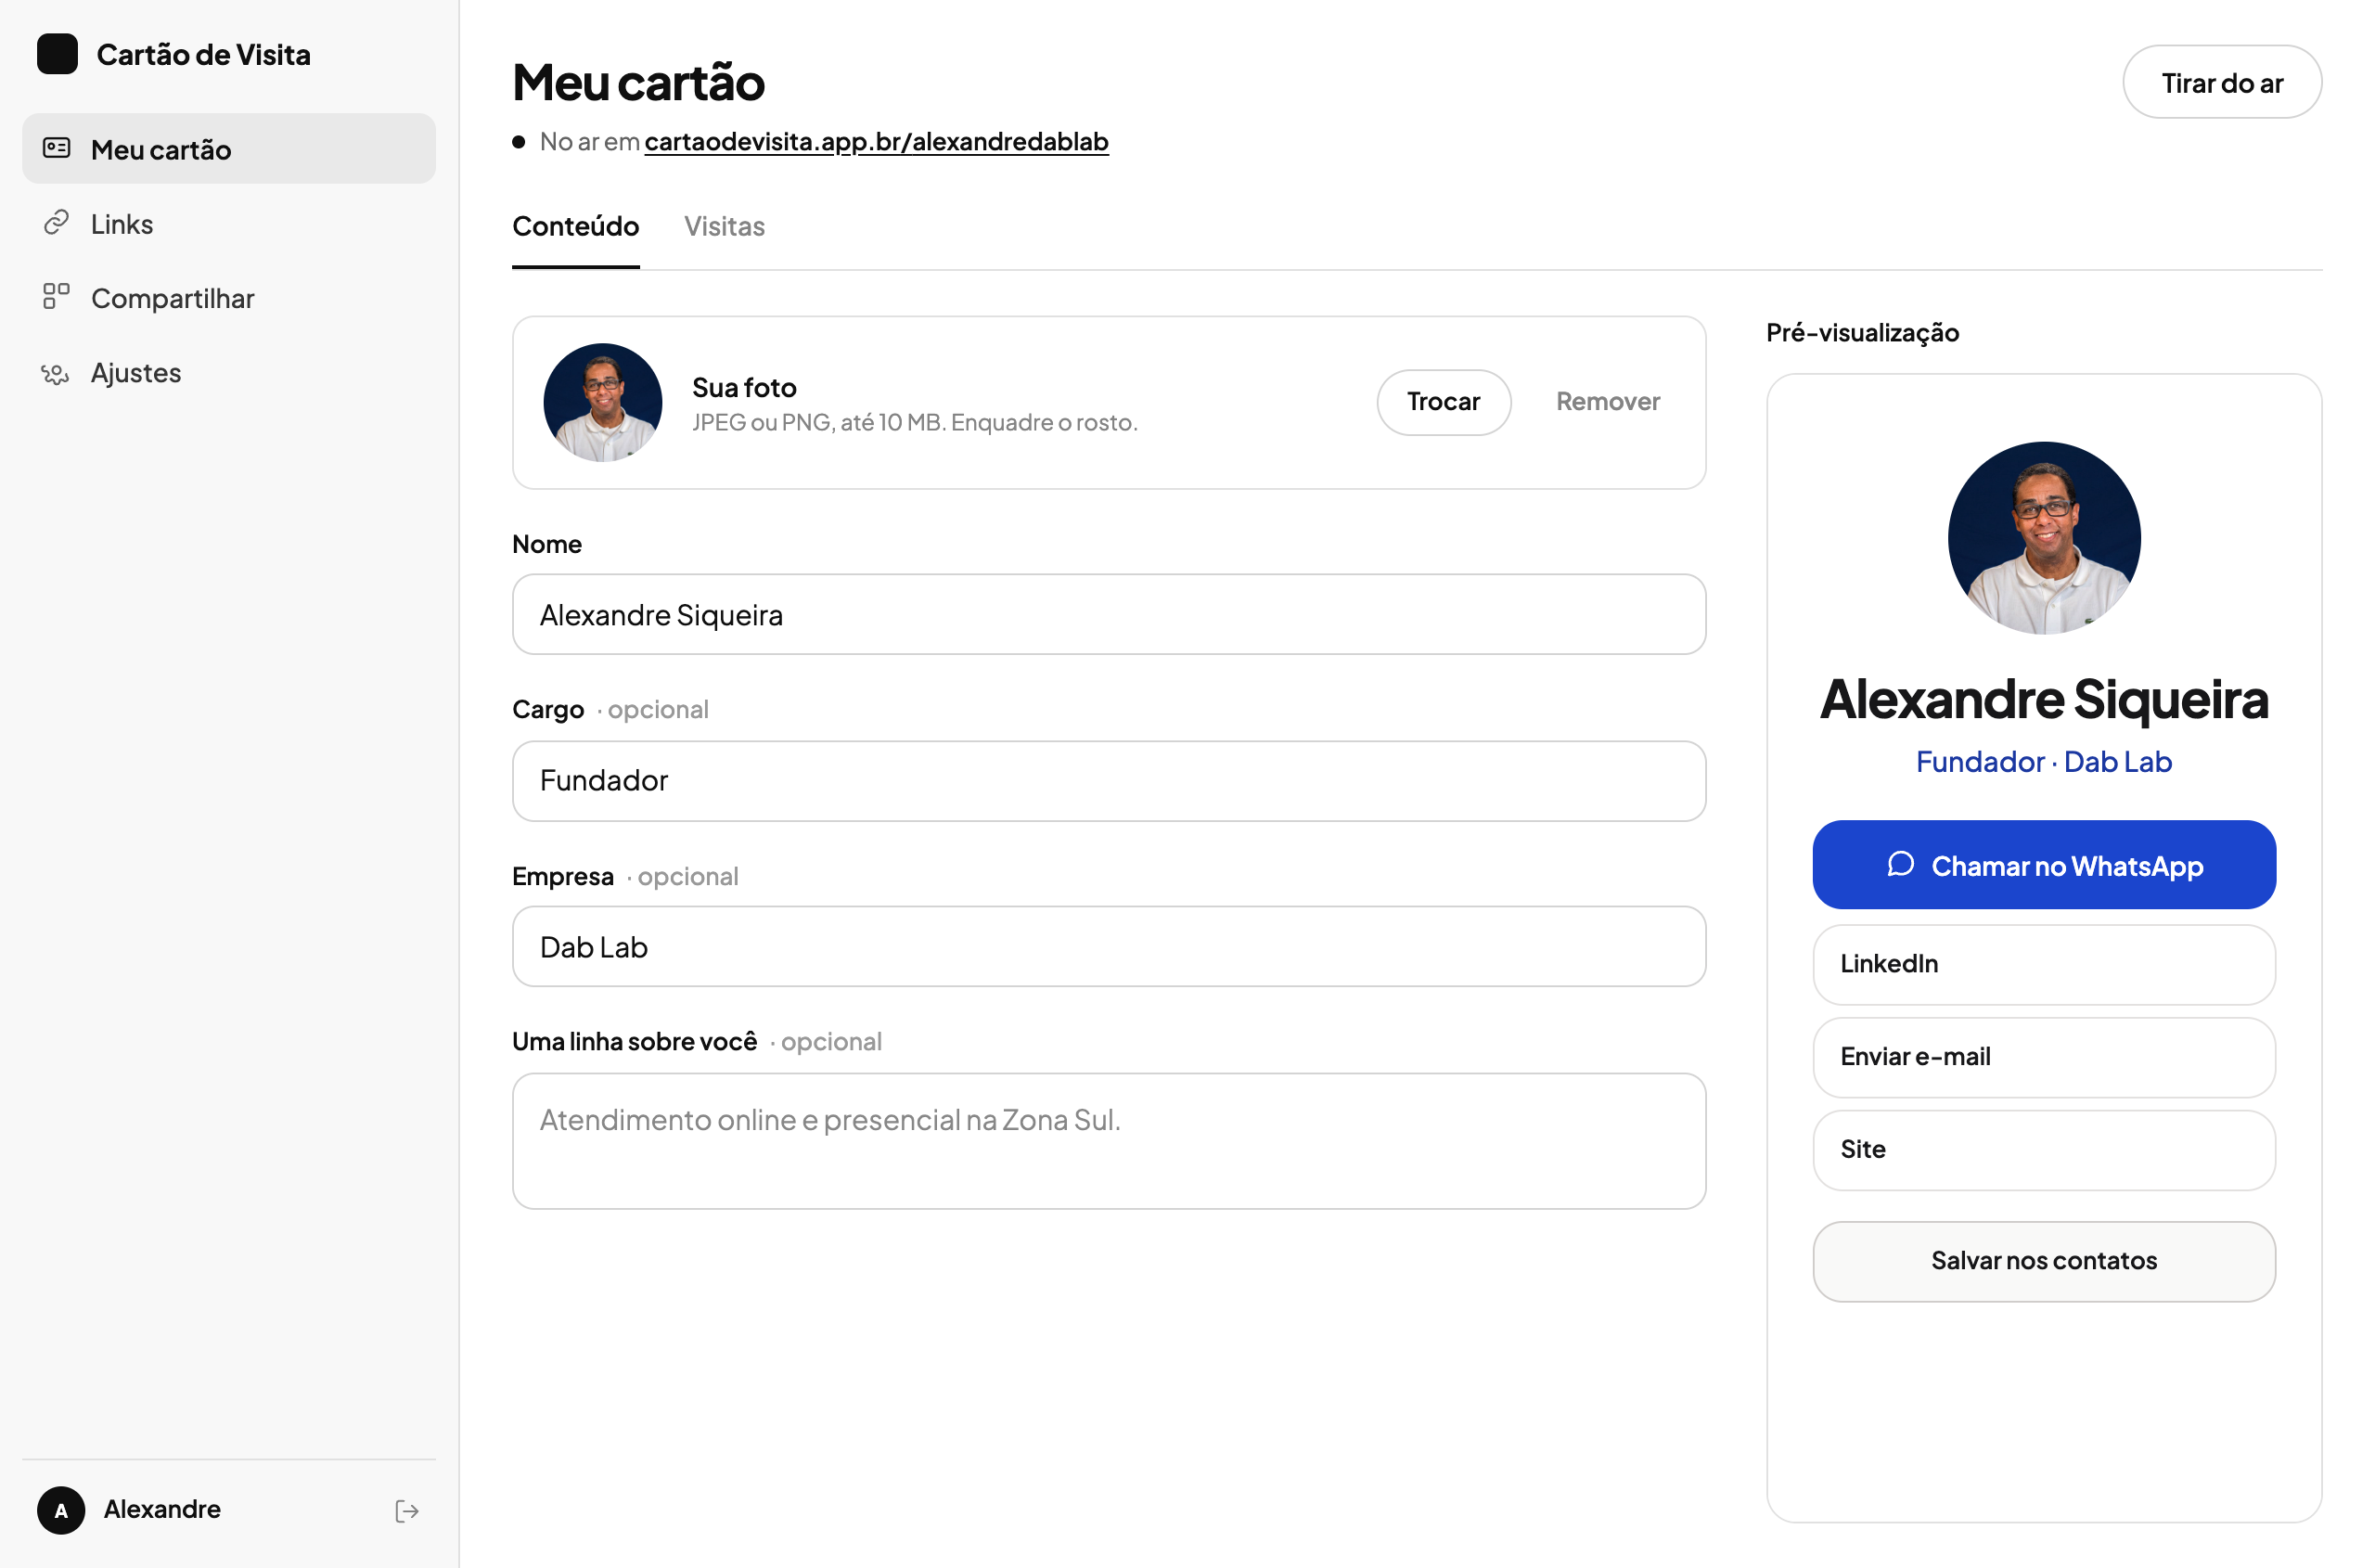 Cartão de Visita
Meu cartão
Links
Compartilhar
Ajustes
A
Alexandre
Meu cartão
Tirar do ar
No ar em cartaodevisita.app.br/alexandredablab
Conteúdo
Visitas
Sua foto
JPEG ou PNG, até 10 MB. Enquadre o rosto.
Trocar
Remover
Nome
Alexandre Siqueira
Cargo · opcional
Fundador
Empresa · opcional
Dab Lab
Uma linha sobre você · opcional
Atendimento online e presencial na Zona Sul.
Pré-visualização
Alexandre Siqueira
Fundador · Dab Lab
Chamar no WhatsApp
LinkedIn
Enviar e-mail
Site
Salvar nos contatos